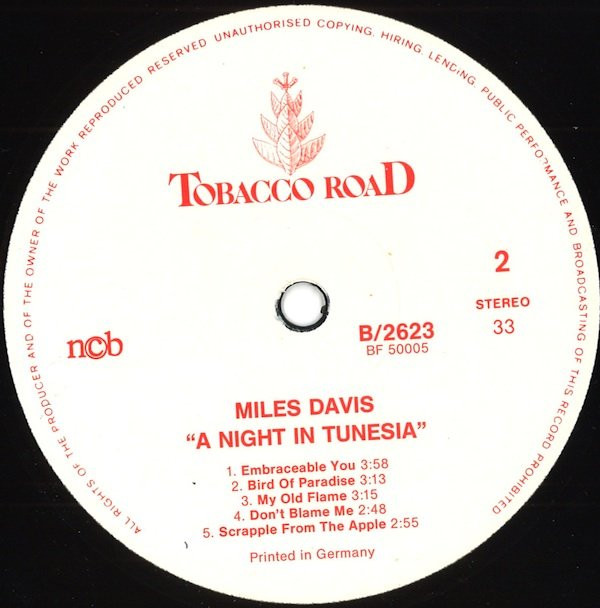 ALL RIGHTS OF THE PRODUCER AND OF THE OWNER OF THE WORK REPRODUCED RESERVED UNAUTHORISED COPYING, HIRING, LENDING, PUBLIC PERFORMANCE AND BROADCASTING OF THIS RECORD PROHIBITED
TOBACCO ROAD
2
STEREO
33
ncb
B/2623
BF 50005
MILES DAVIS
“A NIGHT IN TUNESIA”
1. Embraceable You 3:58
2. Bird Of Paradise 3:13
3. My Old Flame 3:15
4. Don't Blame Me 2:48
5. Scrapple From The Apple 2:55
Printed in Germany